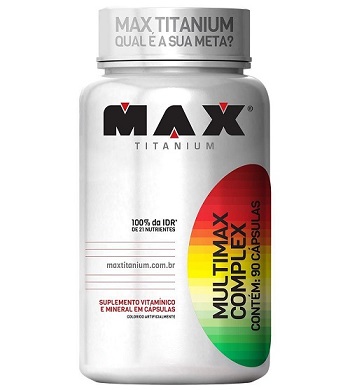 MAX TITANIUM
QUAL É A SUA META?
MAX®
TITANIUM
100% da IDR*
DE 21 NUTRIENTES
maxtitanium.com.br
SUPLEMENTO VITAMÍNICO
E MINERAL EM CÁPSULAS
COLORIDO ARTIFICIALMENTE
MULTIMAX
COMPLEX
CONTÉM: 90 CÁPSULAS